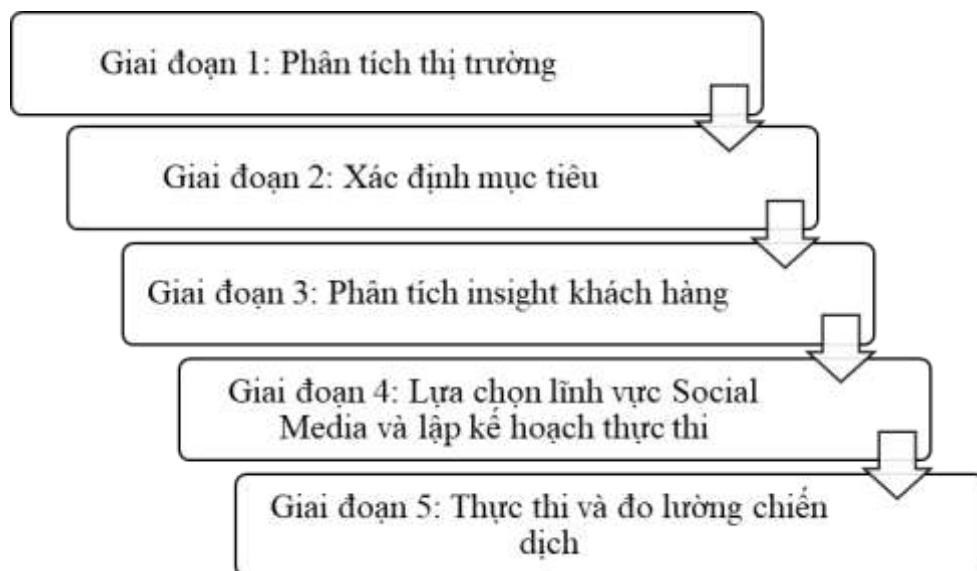 Giai đoạn 1: Phân tích thị trường
Giai đoạn 2: Xác định mục tiêu
Giai đoạn 3: Phân tích insight khách hàng
Giai đoạn 4: Lựa chọn lĩnh vực Social
Media và lập kế hoạch thực thi
Giai đoạn 5: Thực thi và đo lường chiến
dịch